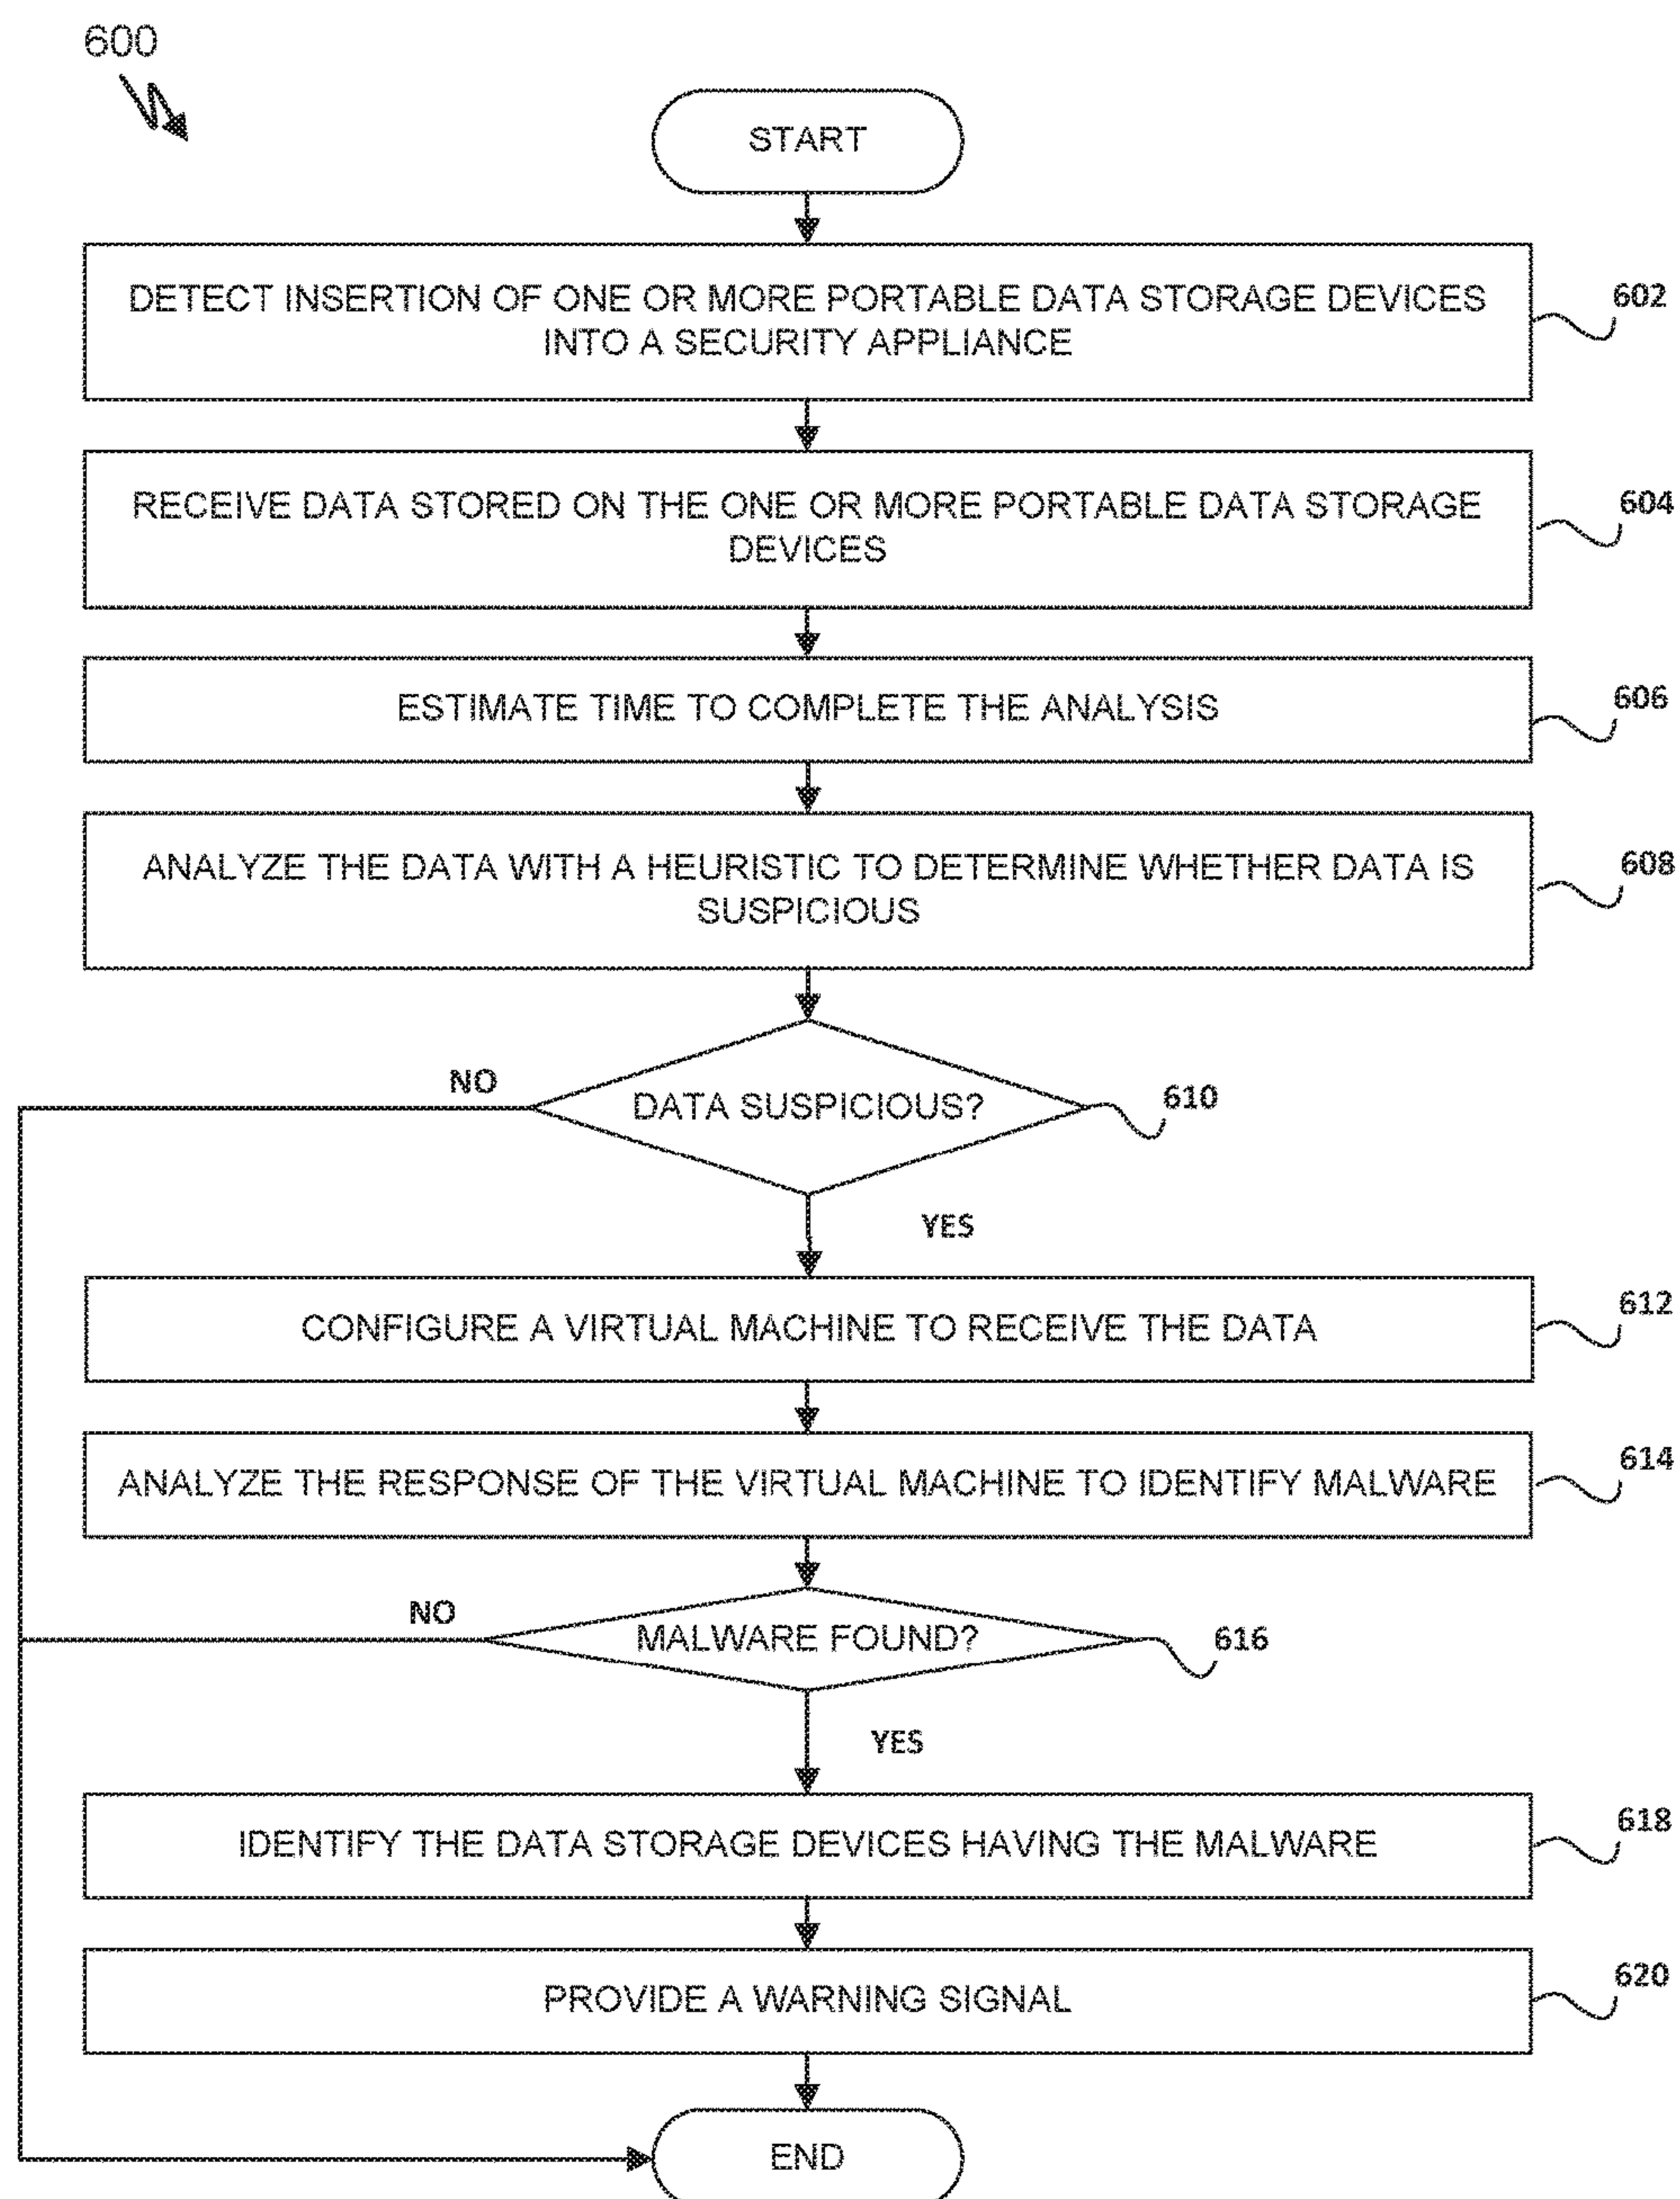 600
START
DETECT INSERTION OF ONE OR MORE PORTABLE DATA STORAGE DEVICES
INTO A SECURITY APPLIANCE
602
RECEIVE DATA STORED ON THE ONE OR MORE PORTABLE DATA STORAGE
DEVICES
604
ESTIMATE TIME TO COMPLETE THE ANALYSIS
606
ANALYZE THE DATA WITH A HEURISTIC TO DETERMINE WHETHER DATA IS
SUSPICIOUS
608
NO
DATA SUSPICIOUS?
610
YES
CONFIGURE A VIRTUAL MACHINE TO RECEIVE THE DATA
612
ANALYZE THE RESPONSE OF THE VIRTUAL MACHINE TO IDENTIFY MALWARE
614
NO
MALWARE FOUND?
616
YES
IDENTIFY THE DATA STORAGE DEVICES HAVING THE MALWARE
618
PROVIDE A WARNING SIGNAL
620
END